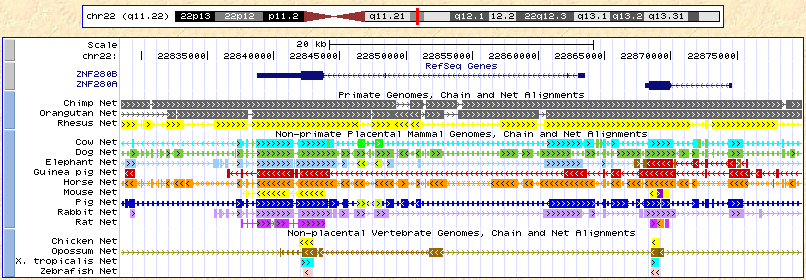 chr22 (q11.22) 22p13 22p12 p11.2 q11.21 q12.1 12.2 22q12.3 q13.1 q13.2 q13.31
Scale 20 kb
chr22: 22835000 22840000 22845000 22850000 22855000 22860000 22865000 22870000 22875000
RefSeq Genes
ZNF280B
ZNF280A
Primate Genomes, Chain and Net Alignments
Chimp Net
Orangutan Net
Rhesus Net
Non-primate Placental Mammal Genomes, Chain and Net Alignments
Cow Net
Dog Net
Elephant Net
Guinea pig Net
Horse Net
Mouse Net
Pig Net
Rabbit Net
Rat Net
Non-placental Vertebrate Genomes, Chain and Net Alignments
Chicken Net
Opossum Net
X. tropicalis Net
Zebrafish Net